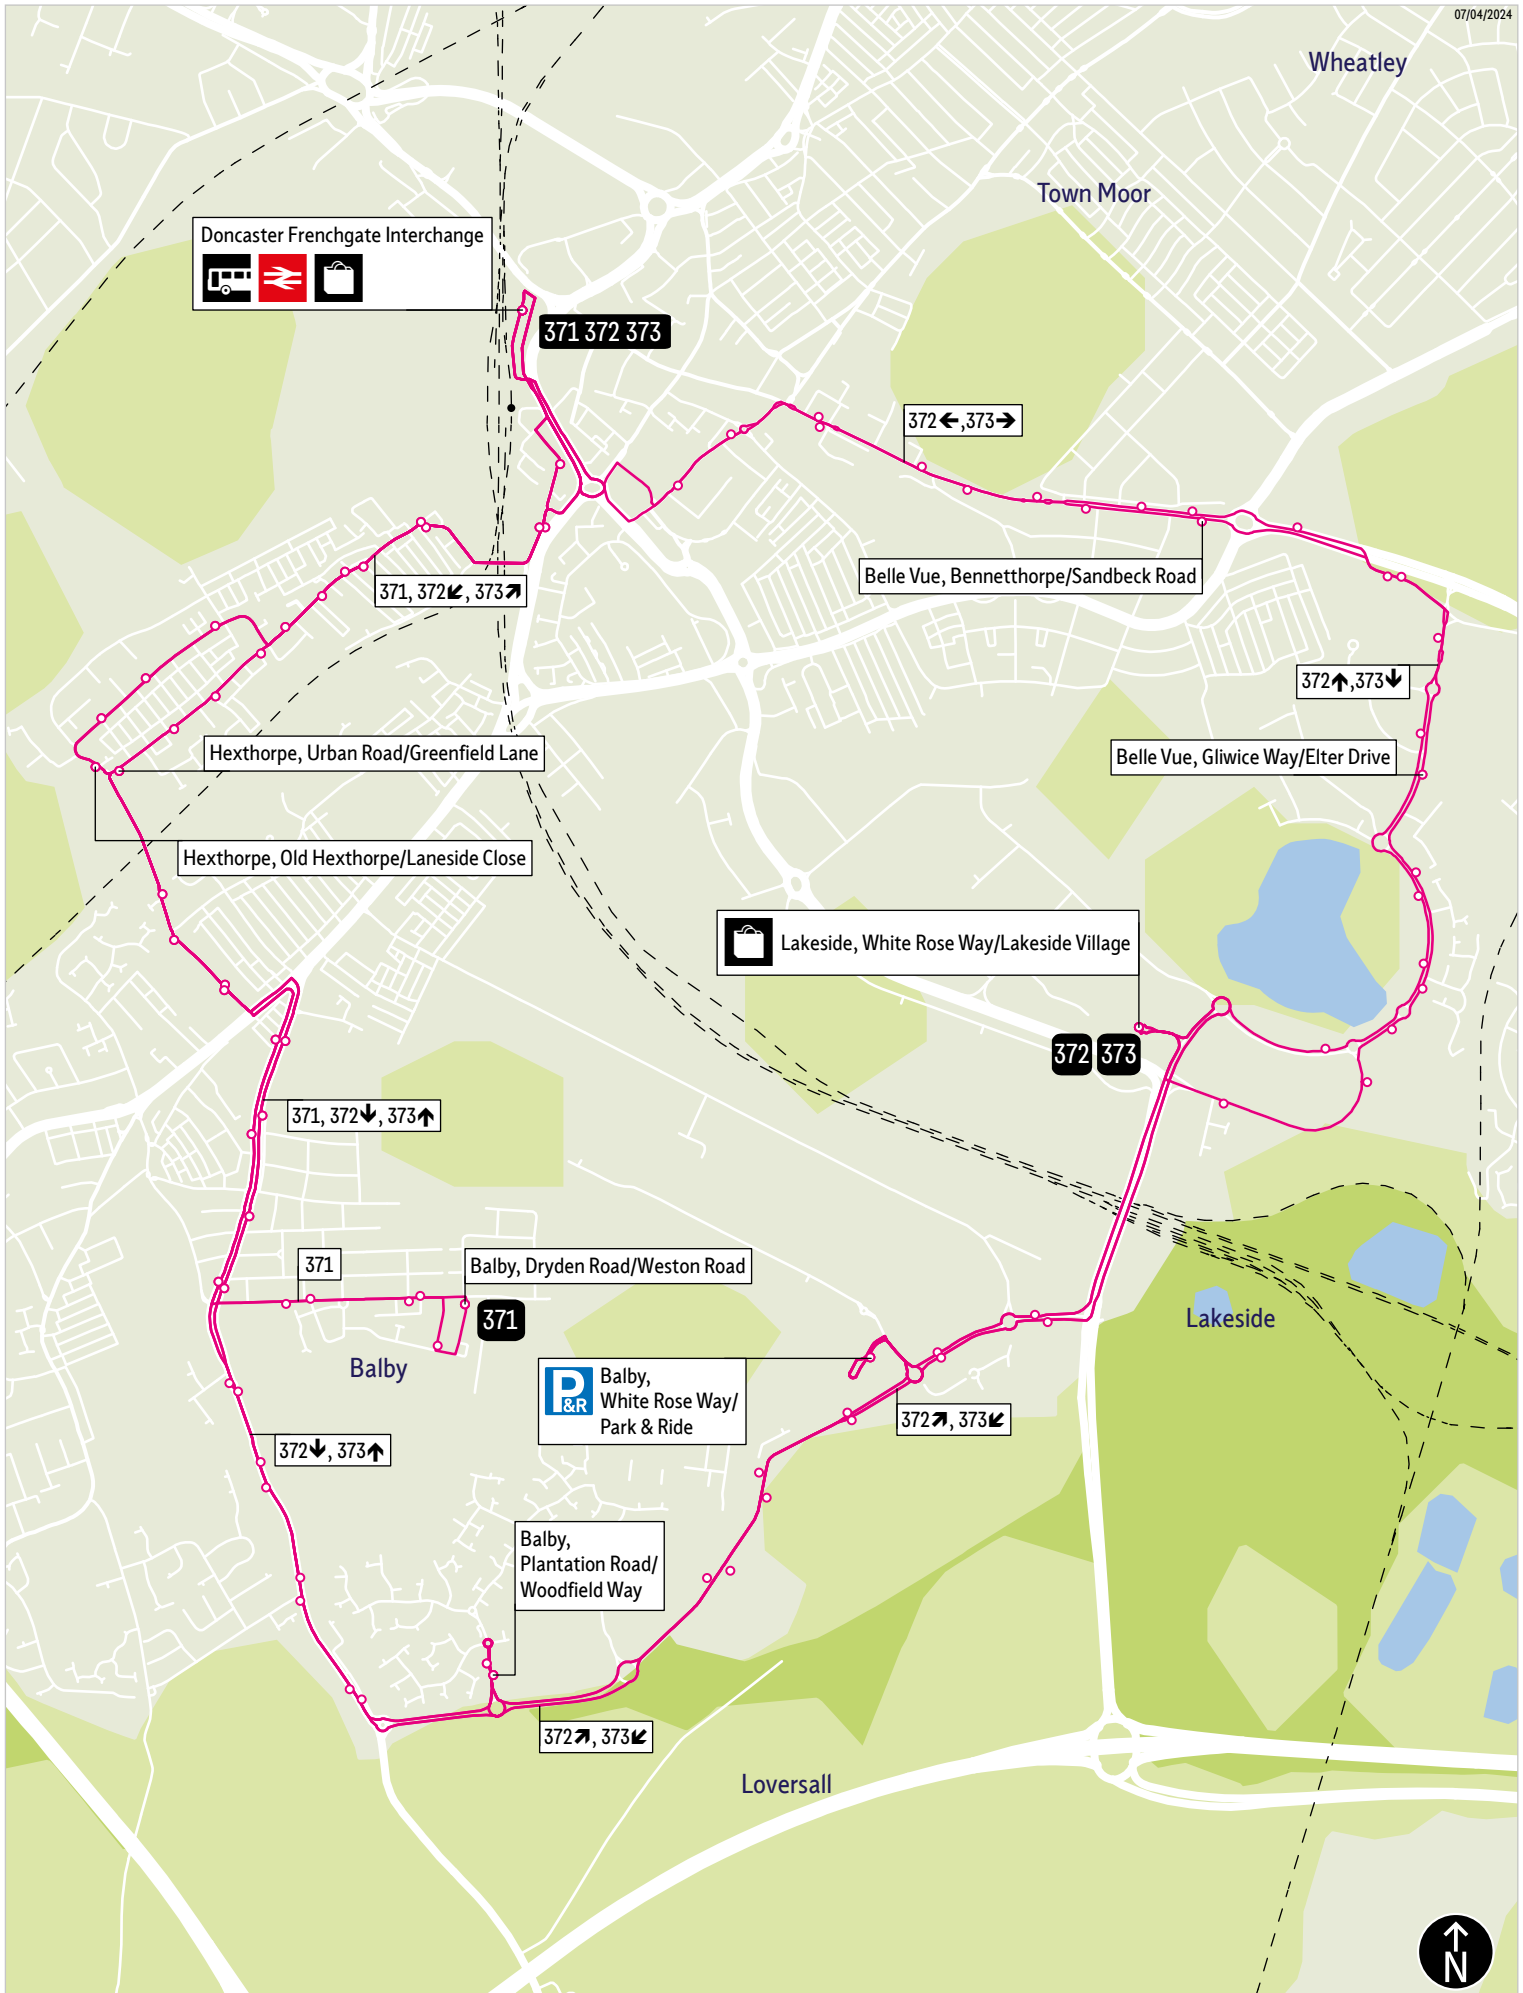 07/04/2024
Wheatley
Town Moor
Doncaster Frenchgate Interchange
371 372 373
372←,373→
Belle Vue, Bennetthorpe/Sandbeck Road
371, 372↙, 373↗
372↑,373↓
Hexthorpe, Urban Road/Greenfield Lane
Belle Vue, Gliwice Way/Elter Drive
Hexthorpe, Old Hexthorpe/Laneside Close
Lakeside, White Rose Way/Lakeside Village
372 373
371, 372↓, 373↑
371
Balby, Dryden Road/Weston Road
371
Lakeside
Balby
P&R
Balby,
White Rose Way/
Park & Ride
372↗, 373↙
372↓, 373↑
Balby,
Plantation Road/
Woodfield Way
372↗, 373↙
Loversall
N